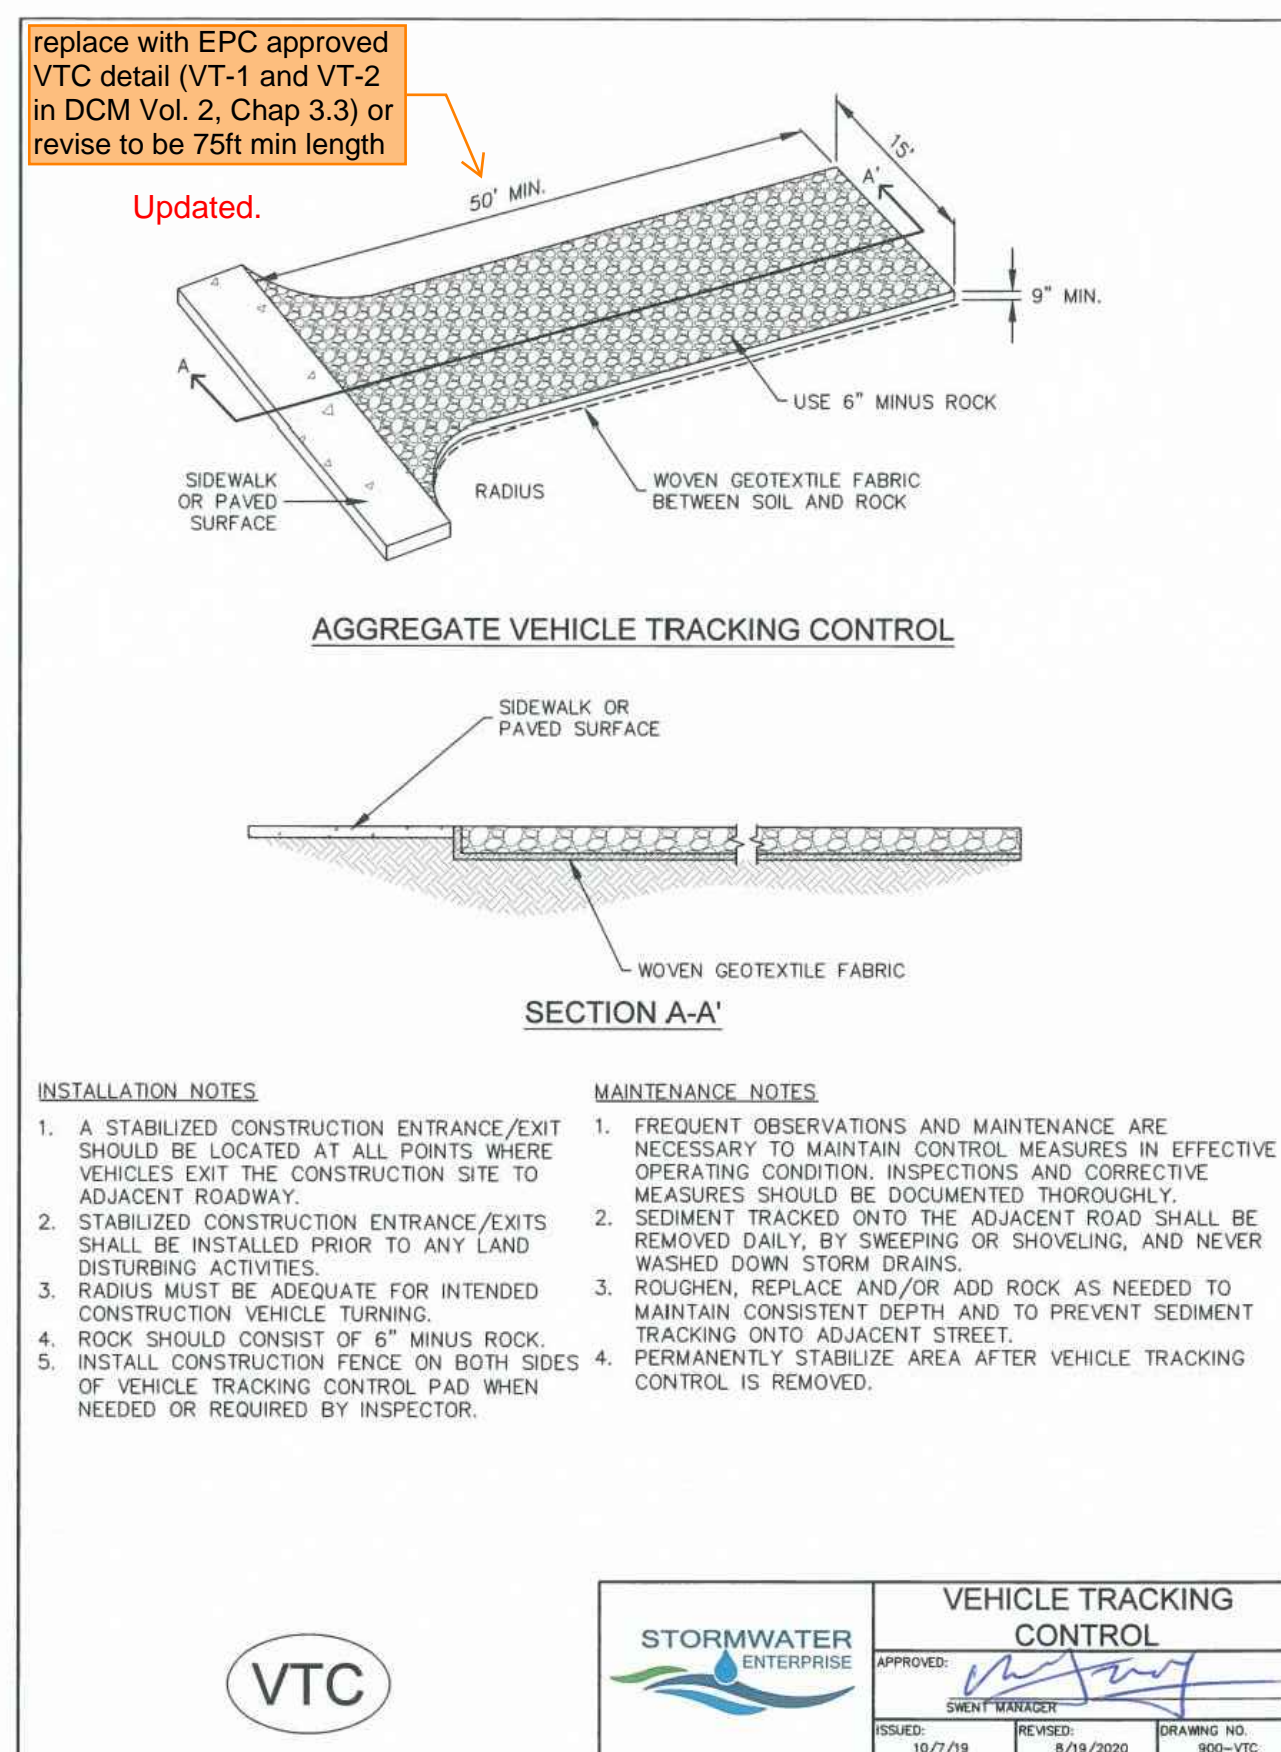 replace with EPC approved
VTC detail (VT-1 and VT-2
in DCM Vol. 2, Chap 3.3) or
revise to be 75ft min length
Updated.
50' MIN.
15'
A'
9" MIN.
A
USE 6" MINUS ROCK
SIDEWALK
OR PAVED
SURFACE
RADIUS
WOVEN GEOTEXTILE FABRIC
BETWEEN SOIL AND ROCK
AGGREGATE VEHICLE TRACKING CONTROL
SIDEWALK OR
PAVED SURFACE
WOVEN GEOTEXTILE FABRIC
SECTION A-A'
INSTALLATION NOTES
1. A STABILIZED CONSTRUCTION ENTRANCE/EXIT
SHOULD BE LOCATED AT ALL POINTS WHERE
VEHICLES EXIT THE CONSTRUCTION SITE TO
ADJACENT ROADWAY.
2. STABILIZED CONSTRUCTION ENTRANCE/EXITS
SHALL BE INSTALLED PRIOR TO ANY LAND
DISTURBING ACTIVITIES.
3. RADIUS MUST BE ADEQUATE FOR INTENDED
CONSTRUCTION VEHICLE TURNING.
4. ROCK SHOULD CONSIST OF 6" MINUS ROCK.
5. INSTALL CONSTRUCTION FENCE ON BOTH SIDES
OF VEHICLE TRACKING CONTROL PAD WHEN
NEEDED OR REQUIRED BY INSPECTOR.
MAINTENANCE NOTES
1. FREQUENT OBSERVATIONS AND MAINTENANCE ARE
NECESSARY TO MAINTAIN CONTROL MEASURES IN EFFECTIVE
OPERATING CONDITION. INSPECTIONS AND CORRECTIVE
MEASURES SHOULD BE DOCUMENTED THOROUGHLY.
2. SEDIMENT TRACKED ONTO THE ADJACENT ROAD SHALL BE
REMOVED DAILY, BY SWEEPING OR SHOVELING, AND NEVER
WASHED DOWN STORM DRAINS.
3. ROUGHEN, REPLACE AND/OR ADD ROCK AS NEEDED TO
MAINTAIN CONSISTENT DEPTH AND TO PREVENT SEDIMENT
TRACKING ONTO ADJACENT STREET.
4. PERMANENTLY STABILIZE AREA AFTER VEHICLE TRACKING
CONTROL IS REMOVED.
VTC
STORMWATER
ENTERPRISE
VEHICLE TRACKING
CONTROL
APPROVED:
SWENT MANAGER
ISSUED:
10/7/19
REVISED:
8/19/2020
DRAWING NO.
900-VTC